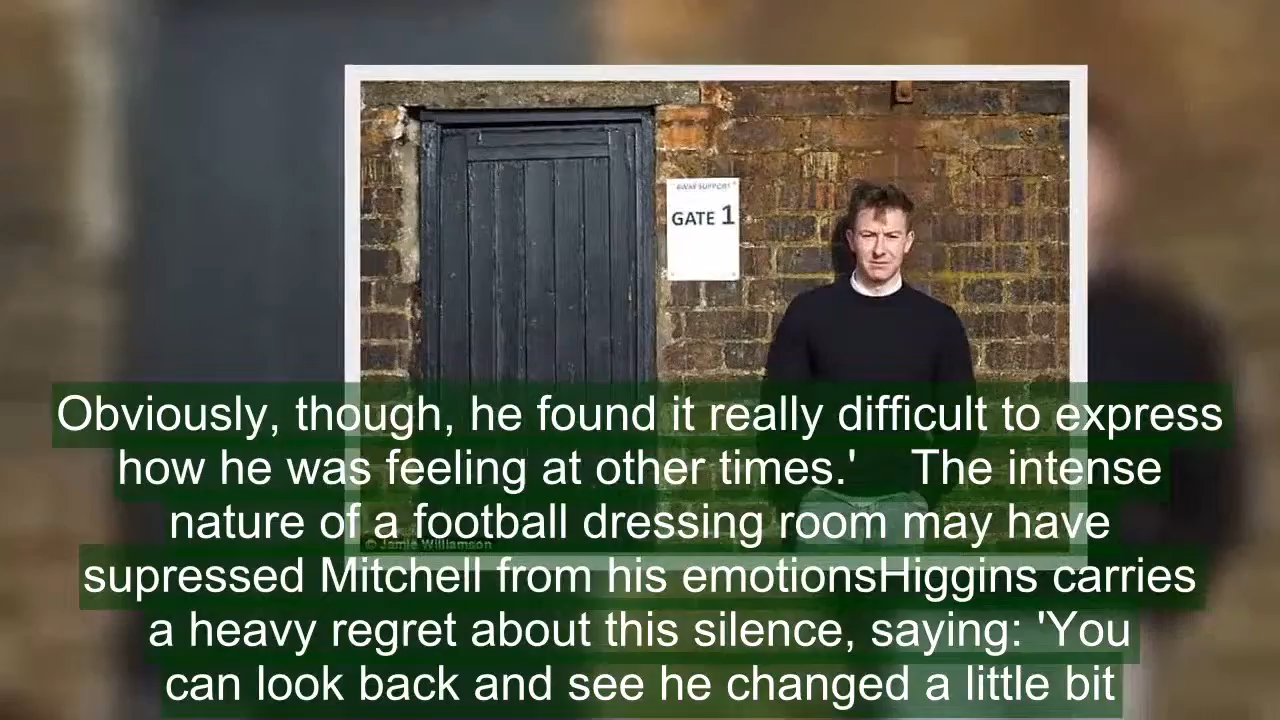 AWAY SUPPORT
GATE 1
© Jamie Williamson
Obviously, though, he found it really difficult to express
how he was feeling at other times.' The intense
nature of a football dressing room may have
supressed Mitchell from his emotionsHiggins carries
a heavy regret about this silence, saying: 'You
can look back and see he changed a little bit